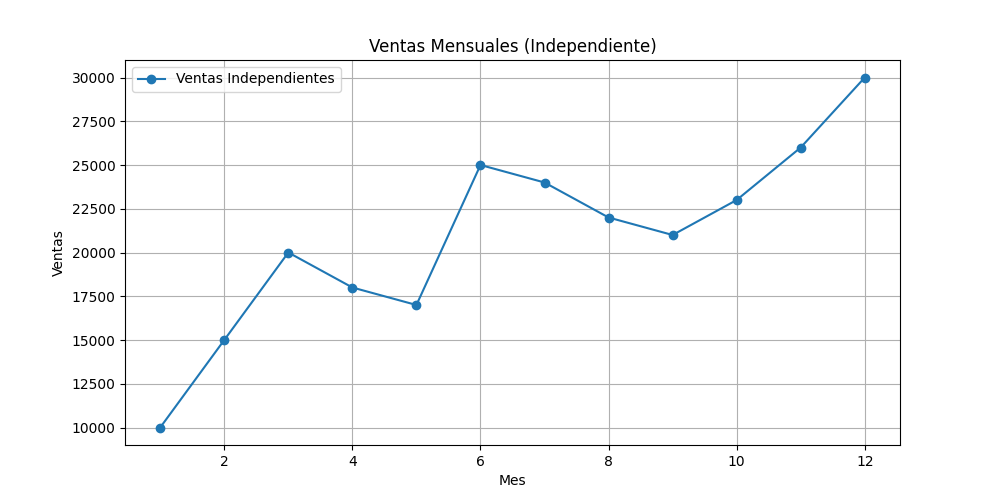 Ventas Mensuales (Independiente)
Ventas Independientes
30000
27500
25000
22500
20000
17500
15000
12500
10000
Ventas
2 4 6 8 10 12
Mes